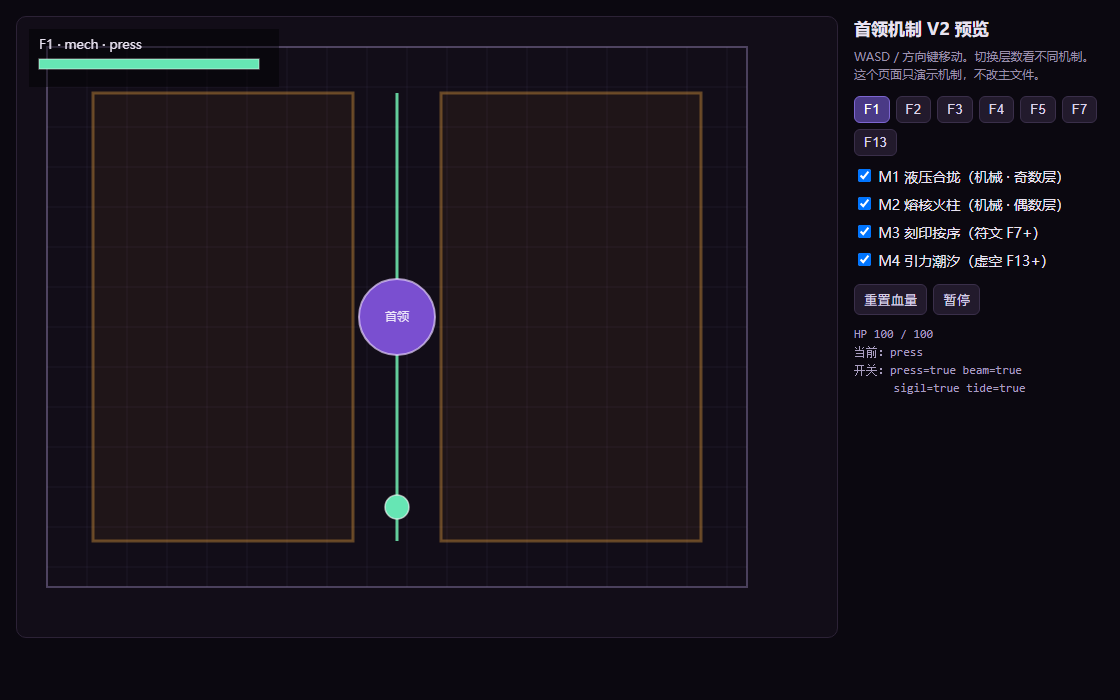 F1 · mech · press
首领
首领机制 V2 预览
WASD / 方向键移动。切换层数看不同机制。
这个页面只演示机制，不改主文件。
F1 F2 F3 F4 F5 F7
F13
M1 液压合拢（机械 · 奇数层）
M2 熔核火柱（机械 · 偶数层）
M3 刻印按序（符文 F7+）
M4 引力潮汐（虚空 F13+）
重置血量 暂停
HP 100 / 100
当前: press
开关: press=true beam=true
sigil=true tide=true